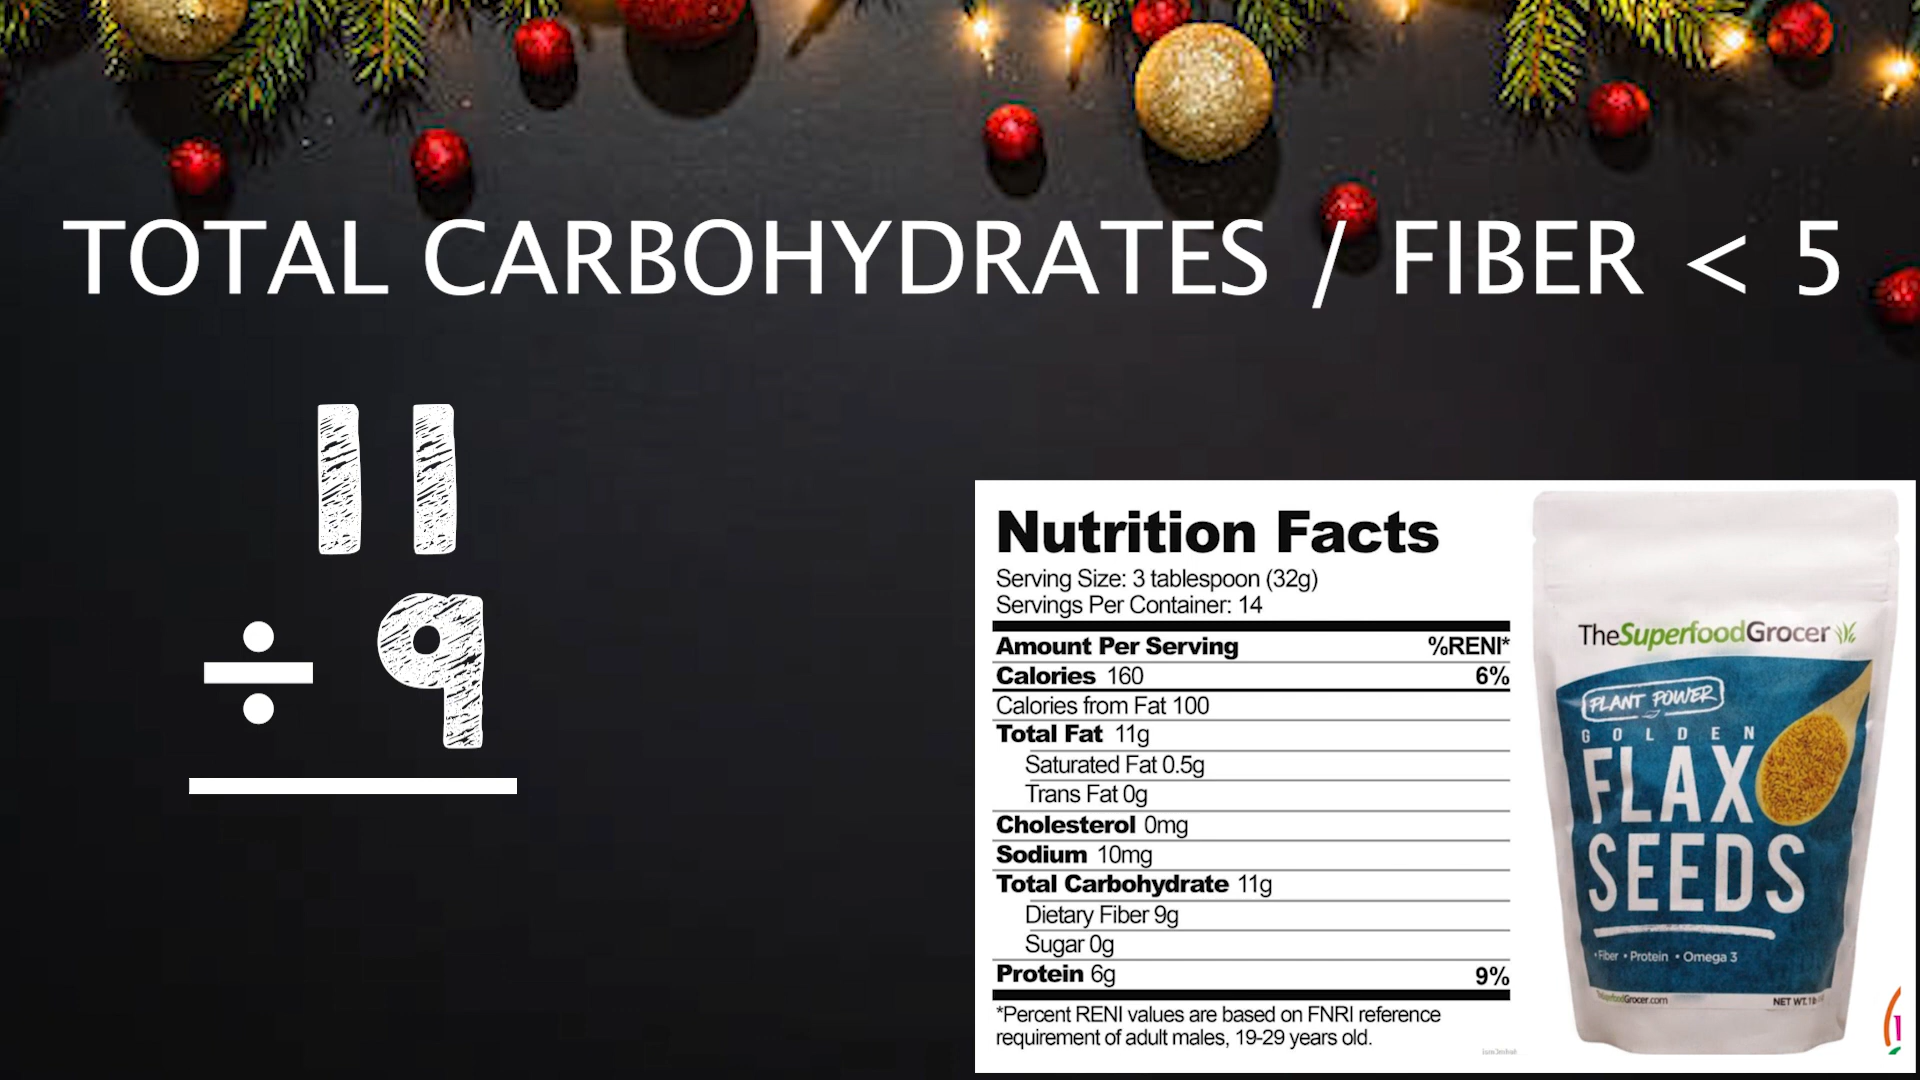 TOTAL CARBOHYDRATES / FIBER < 5
11
÷ 9
Nutrition Facts
Serving Size: 3 tablespoon (32g)
Servings Per Container: 14
Amount Per Serving %RENI*
Calories 160 6%
Calories from Fat 100
Total Fat 11g
Saturated Fat 0.5g
Trans Fat 0g
Cholesterol 0mg
Sodium 10mg
Total Carbohydrate 11g
Dietary Fiber 9g
Sugar 0g
Protein 6g 9%
*Percent RENI values are based on FNRI reference
requirement of adult males, 19-29 years old.
TheSuperfoodGrocer
PLANT POWER
GOLDEN
FLAX
SEEDS
• Fiber • Protein • Omega 3
TheSuperfoodGrocer.com
NET WT.